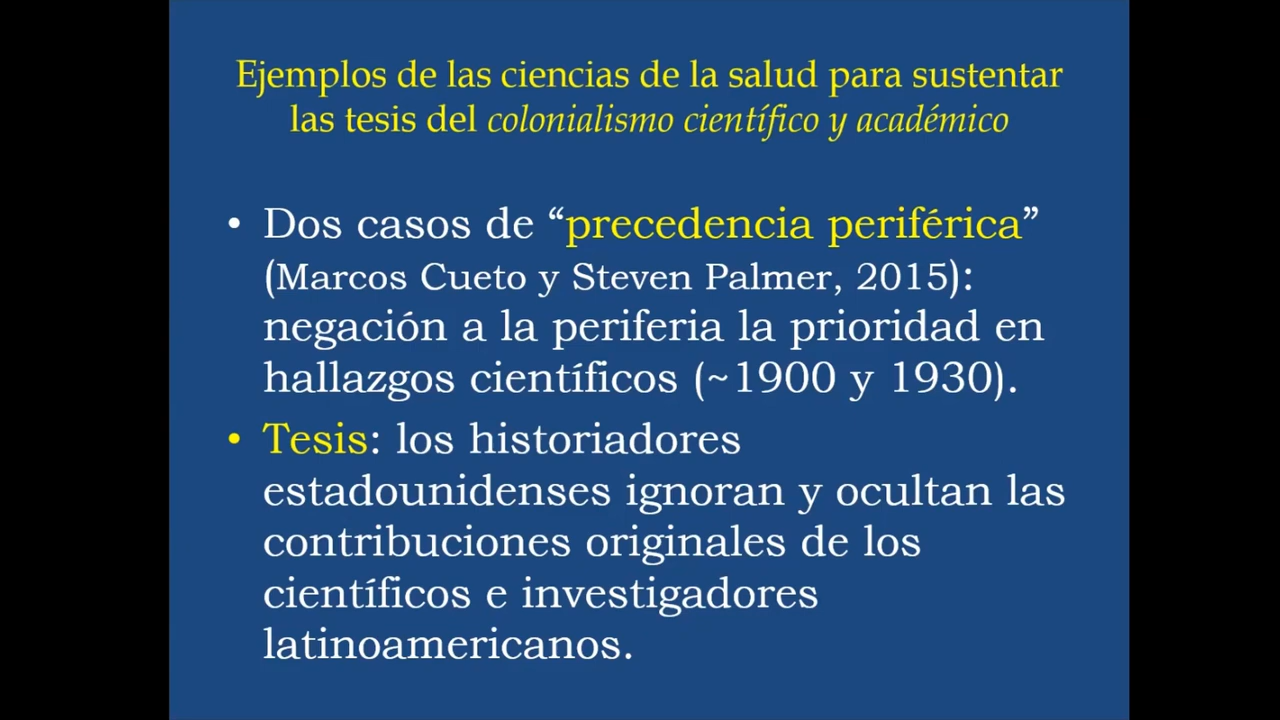 Ejemplos de las ciencias de la salud para sustentar
las tesis del colonialismo científico y académico
• Dos casos de “precedencia periférica”
(Marcos Cueto y Steven Palmer, 2015):
negación a la periferia la prioridad en
hallazgos científicos (~1900 y 1930).
• Tesis: los historiadores
estadounidenses ignoran y ocultan las
contribuciones originales de los
científicos e investigadores
latinoamericanos.